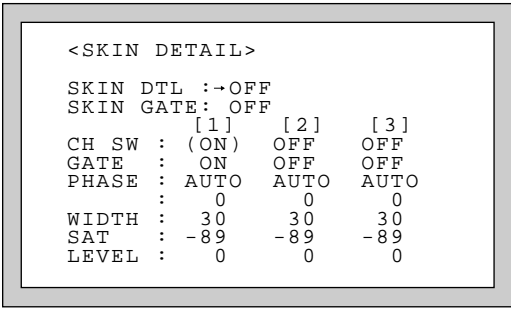 <SKIN DETAIL>
SKIN DTL :→OFF
SKIN GATE: OFF
[1] [2] [3]
CH SW : (ON) OFF OFF
GATE : ON OFF OFF
PHASE : AUTO AUTO AUTO
: 0 0 0
WIDTH : 30 30 30
SAT : -89 -89 -89
LEVEL : 0 0 0